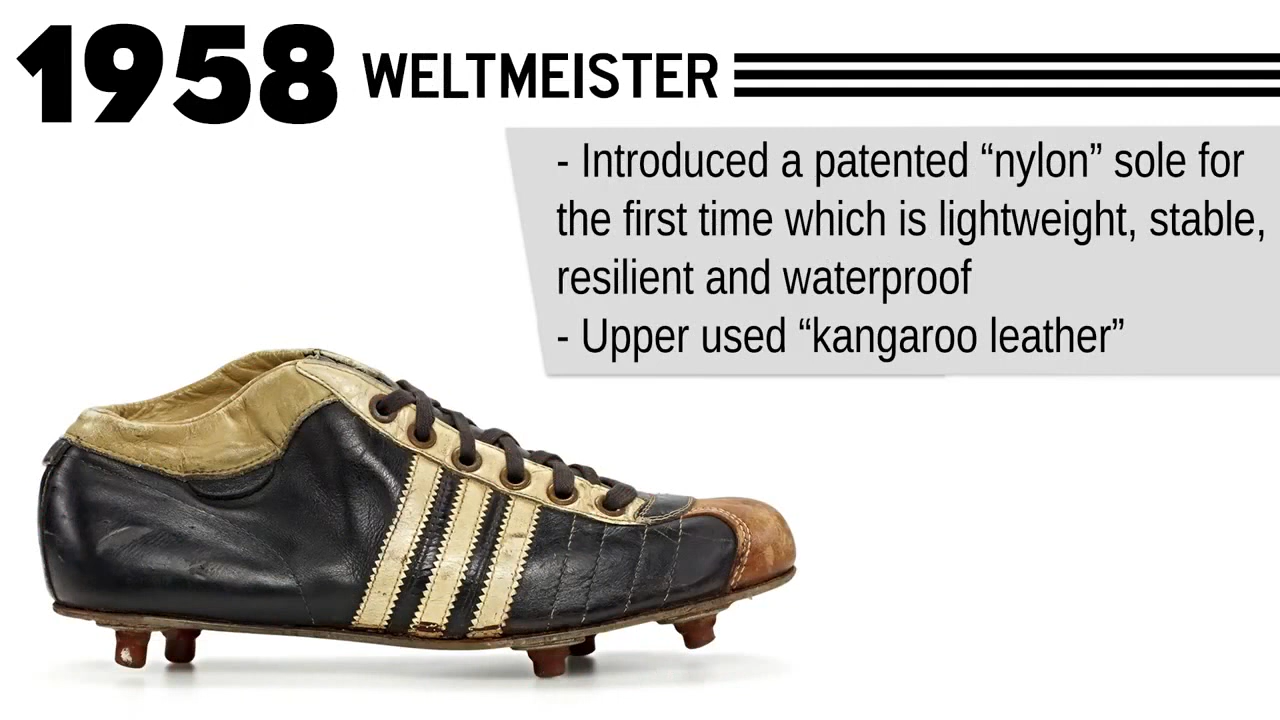 1958 WELTMEISTER
- Introduced a patented “nylon” sole for
the first time which is lightweight, stable,
resilient and waterproof
- Upper used “kangaroo leather”